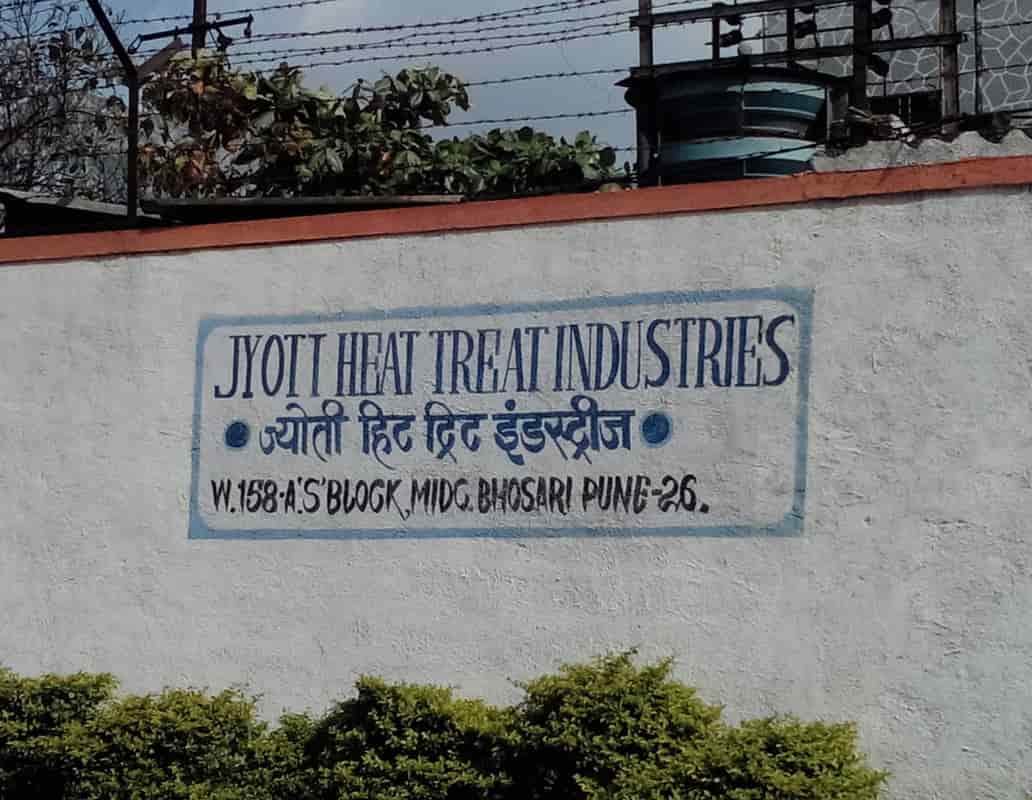 JYOTI HEAT TREAT INDUSTRIES
• ज्योती हिट ट्रिट इंडस्ट्रीज •
W.158-A.'S' BLOCK, MIDC. BHOSARI PUNE-26.